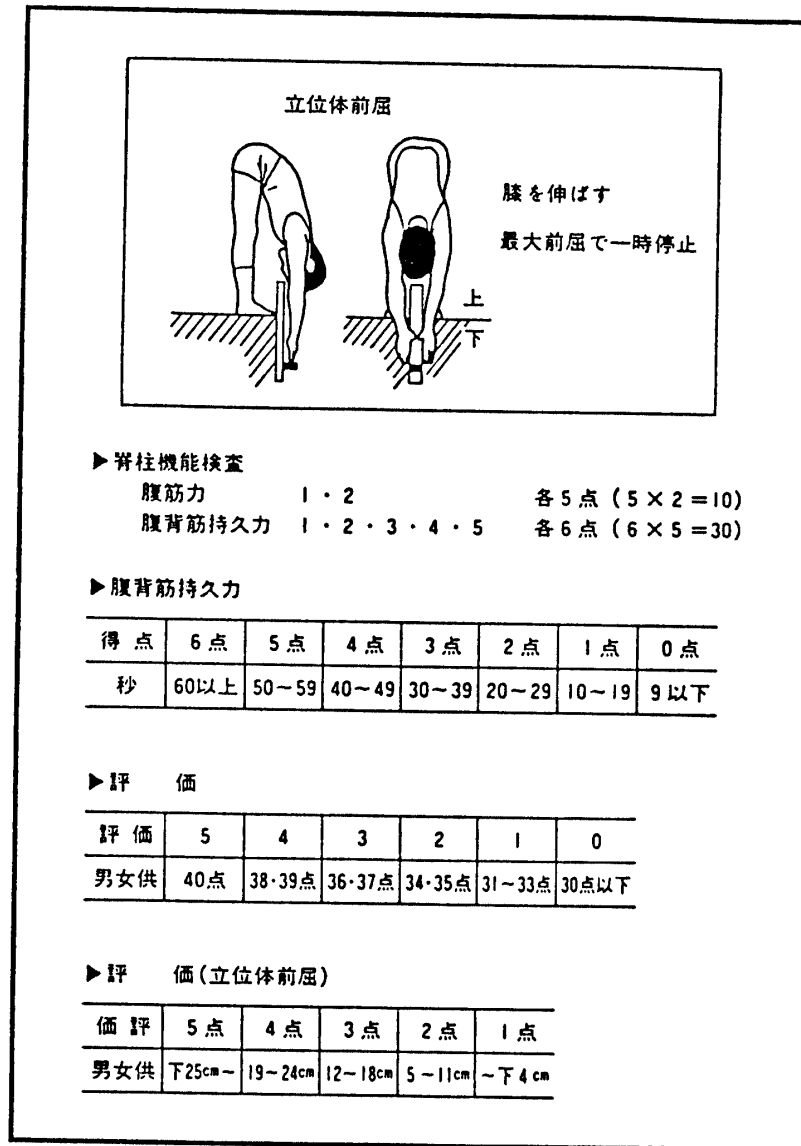 立位体前屈
膝を伸ばす
最大前屈で一時停止
上
下
▶脊柱機能検査
腹筋力 1・2 各5点(5×2=10)
腹背筋持久力 1・2・3・4・5 各6点(6×5=30)
▶腹背筋持久力
得点 6点 5点 4点 3点 2点 1点 0点
秒 60以上 50~59 40~49 30~39 20~29 10~19 9以下
▶評 価
評価 5 4 3 2 1 0
男女供 40点 38・39点 36・37点 34・35点 31~33点 30点以下
▶評 価(立位体前屈)
価評 5点 4点 3点 2点 1点
男女供 下25cm~ 19~24cm 12~18cm 5~11cm ~下4cm